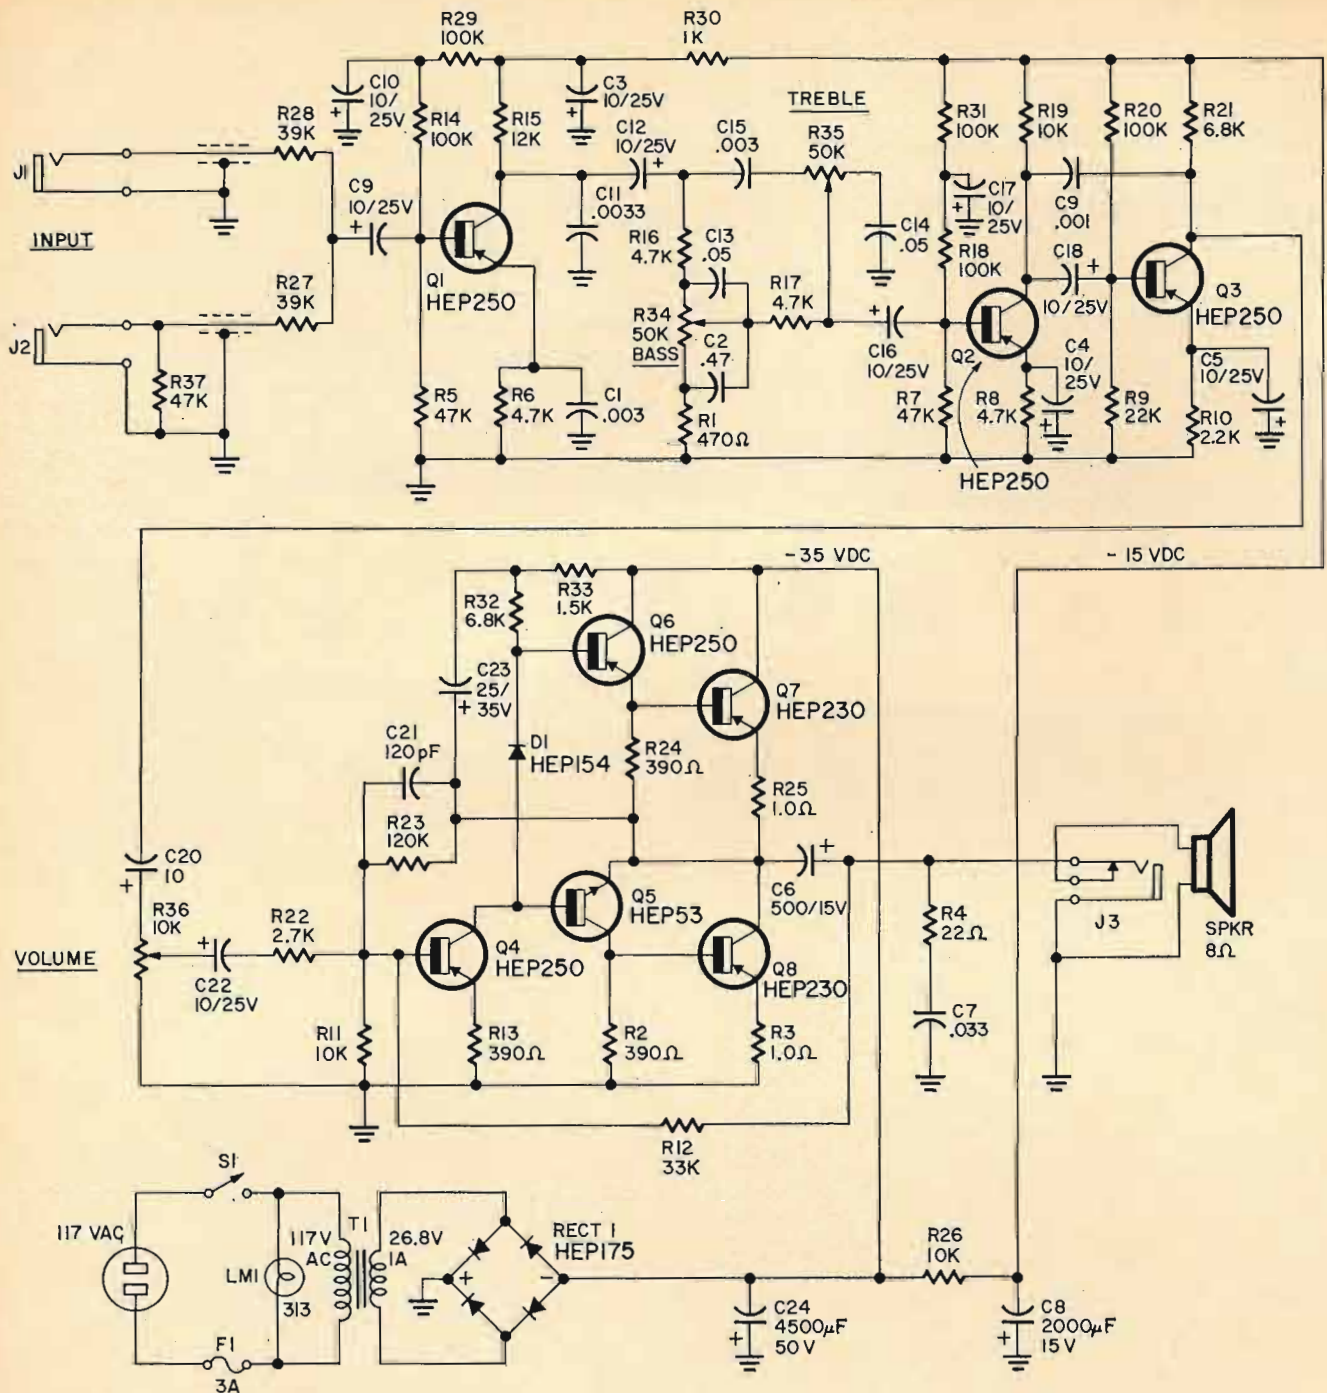 R29
100K
R30
1K
C10
10/
25V
R14
100K
R15
12K
C3
10/25V
TREBLE
R31
100K
R19
10K
R20
100K
R21
6.8K
R28
39K
C12
10/25V
C15
.003
R35
50K
J1
C9
10/25V
C11
.0033
C17
10/
25V
C9
.001
C14
.05
INPUT
R16
4.7K
C13
.05
R18
100K
C18
10/25V
Q1
HEP250
Q3
HEP250
R27
39K
R17
4.7K
R34
50K
BASS
J2
C2
.47
C16
10/25V
Q2
C4
10/
25V
C5
10/25V
R37
47K
R5
47K
R6
4.7K
C1
.003
R7
47K
R8
4.7K
R9
22K
R10
2.2K
R1
470Ω
HEP250
-35 VDC
-15 VDC
R33
1.5K
R32
6.8K
Q6
HEP250
C23
25/
35V
Q7
HEP230
C21
120pF
D1
HEP154
R24
390Ω
R25
1.0Ω
R23
120K
C20
10
Q5
HEP53
C6
500/15V
R36
10K
R22
2.7K
R4
22Ω
J3
SPKR
8Ω
VOLUME
Q4
HEP250
Q8
HEP230
C22
10/25V
C7
.033
R11
10K
R13
390Ω
R2
390Ω
R3
1.0Ω
R12
33K
S1
117 VAC
117V
AC
T1
26.8V
1A
RECT 1
HEP175
R26
10K
LM1
313
+ -
C24
4500μF
50V
C8
2000μF
15V
F1
3A